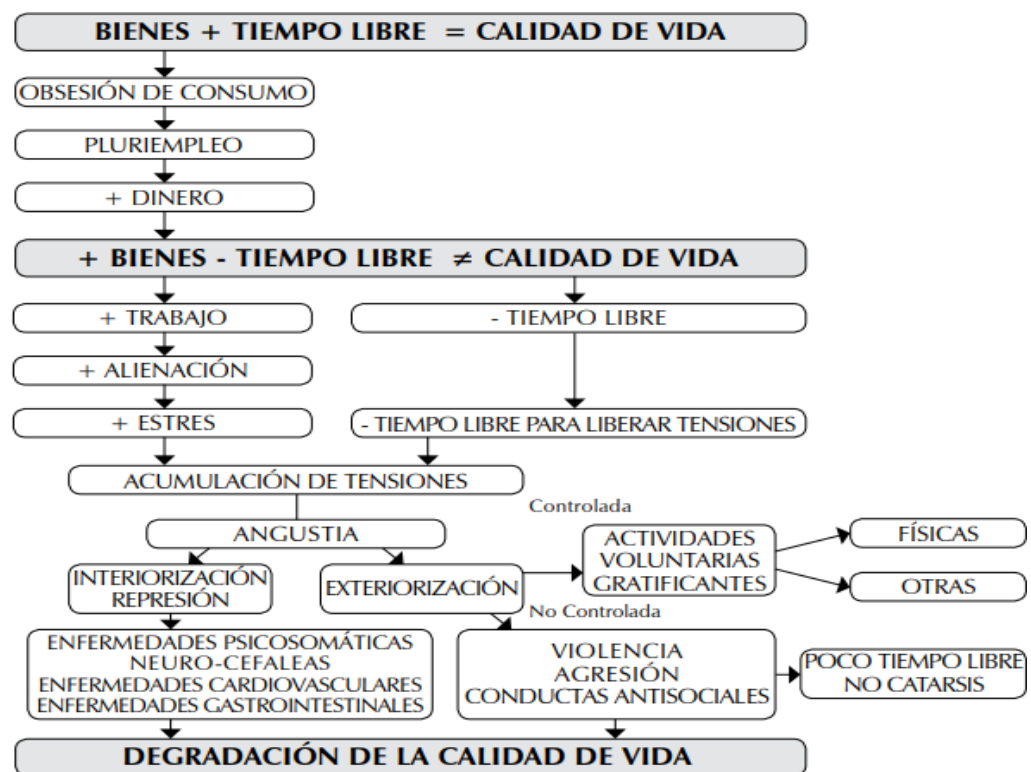 BIENES + TIEMPO LIBRE = CALIDAD DE VIDA
OBSESIÓN DE CONSUMO
PLURIEMPLEO
+ DINERO
+ BIENES - TIEMPO LIBRE ≠ CALIDAD DE VIDA
+ TRABAJO
- TIEMPO LIBRE
+ ALIENACIÓN
+ ESTRES
- TIEMPO LIBRE PARA LIBERAR TENSIONES
ACUMULACIÓN DE TENSIONES
ANGUSTIA
Controlada
ACTIVIDADES
VOLUNTARIAS
GRATIFICANTES
FÍSICAS
OTRAS
INTERIORIZACIÓN
REPRESIÓN
EXTERIORIZACIÓN
No Controlada
ENFERMEDADES PSICOSOMÁTICAS
NEURO-CEFALEAS
ENFERMEDADES CARDIOVASCULARES
ENFERMEDADES GASTROINTESTINALES
VIOLENCIA
AGRESIÓN
CONDUCTAS ANTISOCIALES
POCO TIEMPO LIBRE
NO CATARSIS
DEGRADACIÓN DE LA CALIDAD DE VIDA